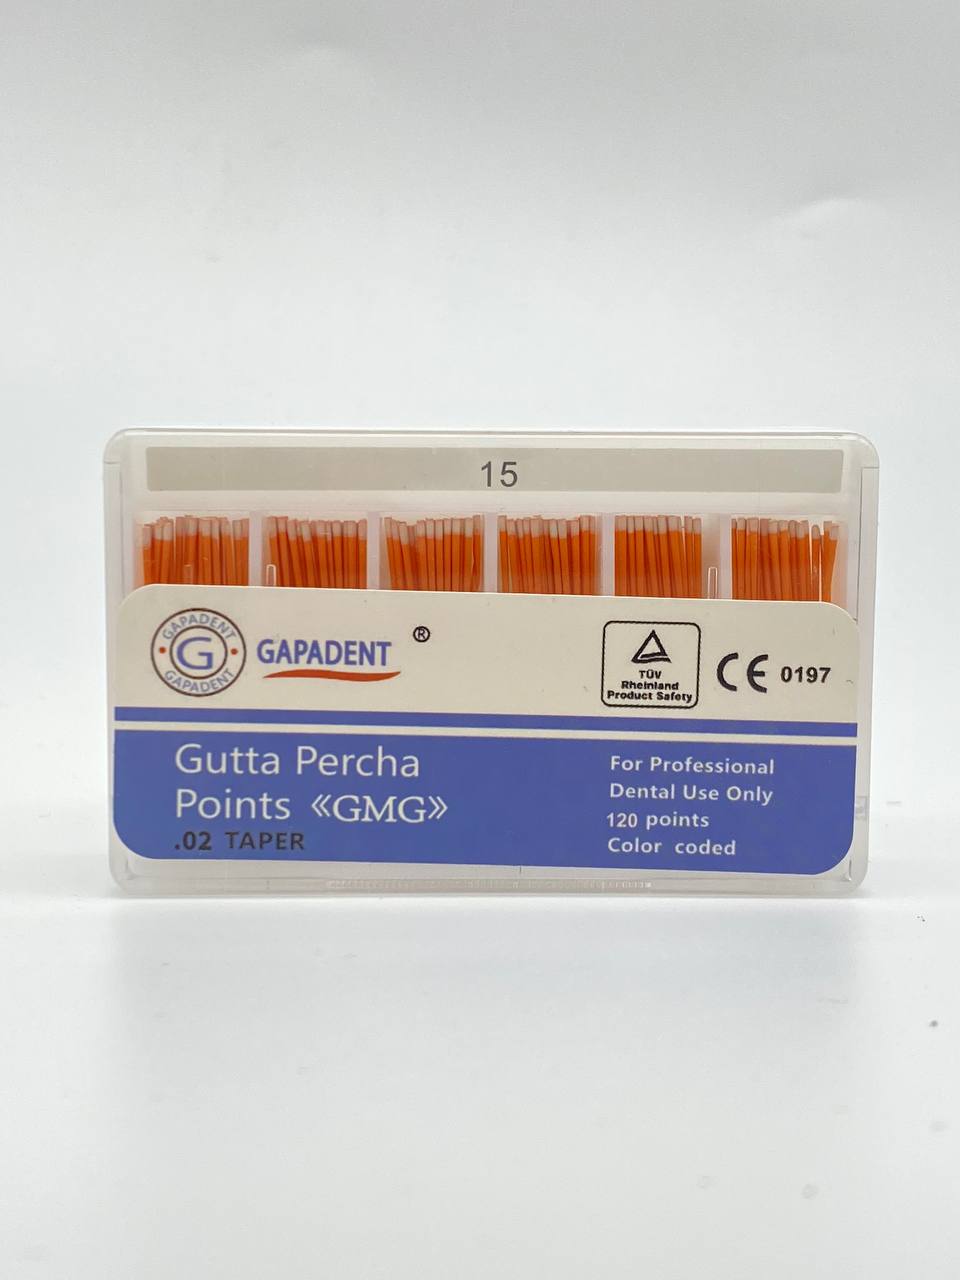 15
GAPADENT
G
GAPADENT
GAPADENT ®
TÜV
Rheinland
Product Safety
CE 0197
Gutta Percha
Points 《GMG》
.02 TAPER
For Professional
Dental Use Only
120 points
Color coded